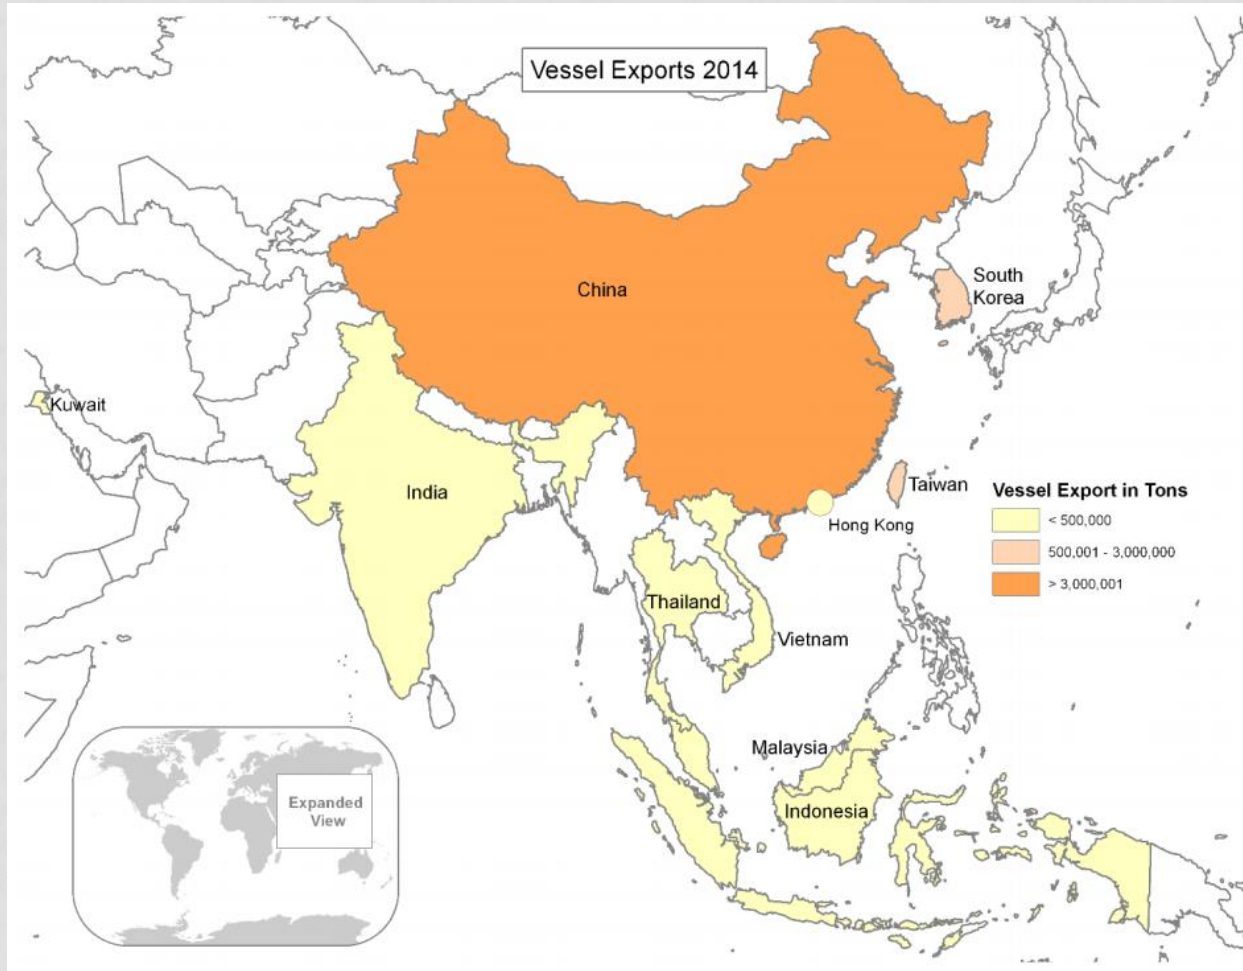 Vessel Exports 2014
China
South
Korea
Kuwait
India
Taiwan
Hong Kong
Thailand
Vietnam
Malaysia
Indonesia
Vessel Export in Tons
< 500,000
500,001 - 3,000,000
> 3,000,001
Expanded
View